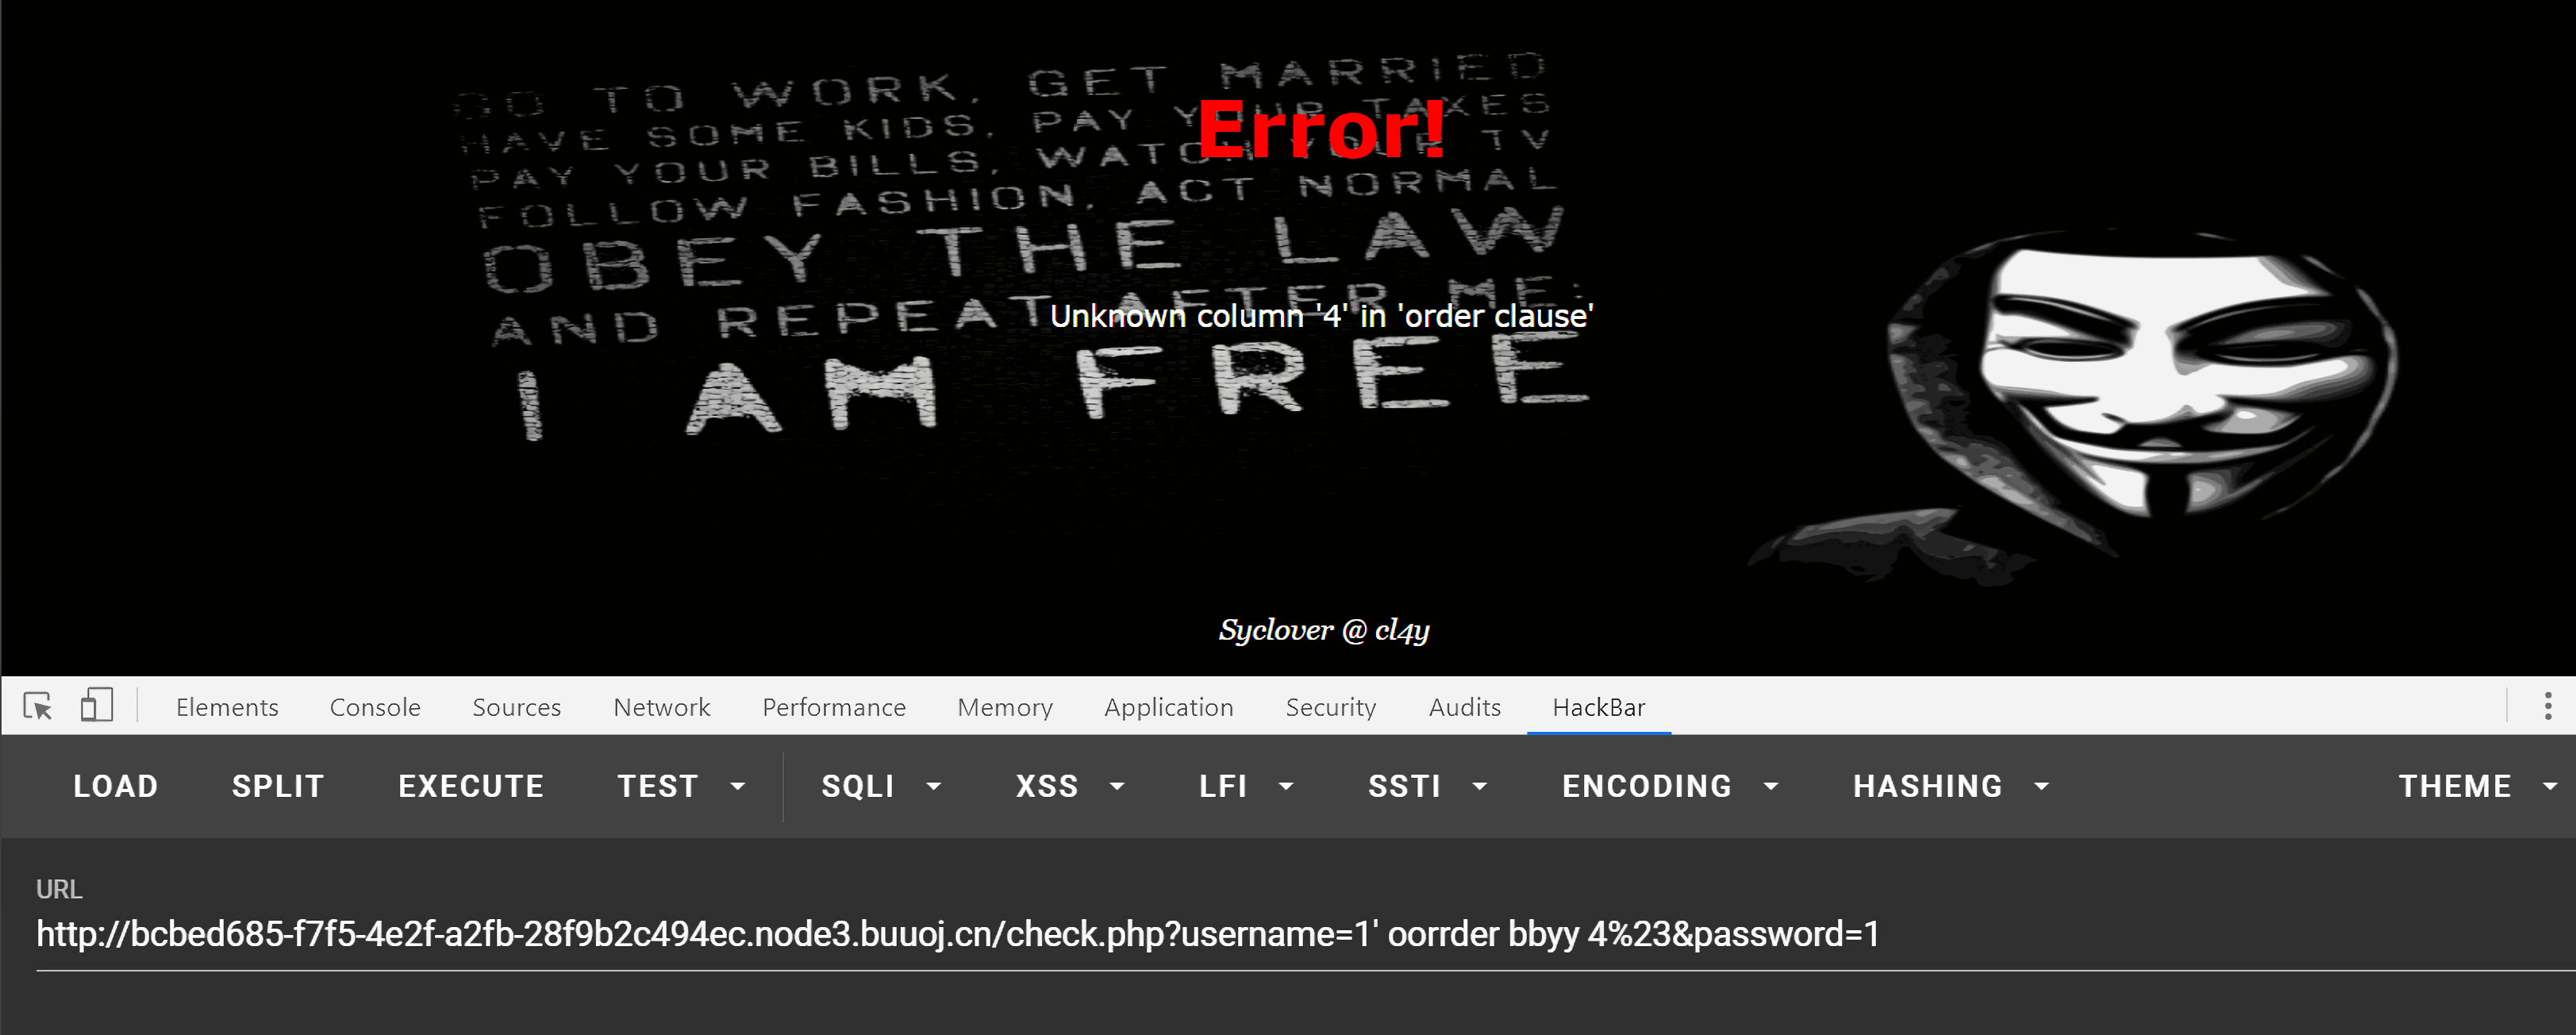 GO TO WORK, GET MARRIED
HAVE SOME KIDS, PAY YOUR TAXES
PAY YOUR BILLS, WATCH YOUR TV
FOLLOW FASHION, ACT NORMAL
OBEY THE LAW
AND REPEAT AFTER ME:
I AM FREE
Error!
Unknown column '4' in 'order clause'
Syclover @ cl4y
Elements Console Sources Network Performance Memory Application Security Audits HackBar
LOAD SPLIT EXECUTE TEST SQLI XSS LFI SSTI ENCODING HASHING THEME
URL
http://bcbed685-f7f5-4e2f-a2fb-28f9b2c494ec.node3.buuoj.cn/check.php?username=1' oorrder bbyy 4%23&password=1